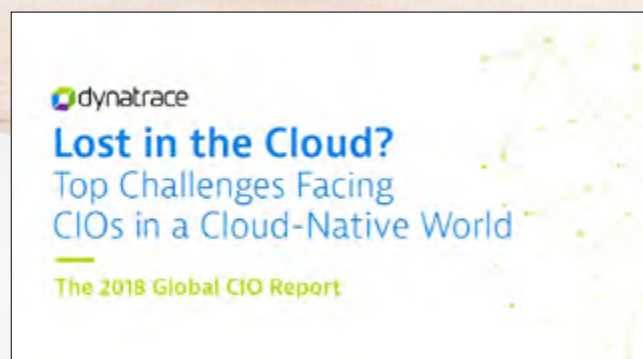 dynatrace
Lost in the Cloud?
Top Challenges Facing
CIOs in a Cloud-Native World
The 2018 Global CIO Report